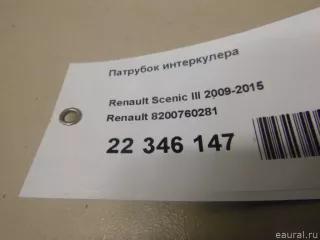 Патрубок интеркулера
Renault Scenic III 2009-2015
Renault 8200760281
22 346 147
eaural.ru